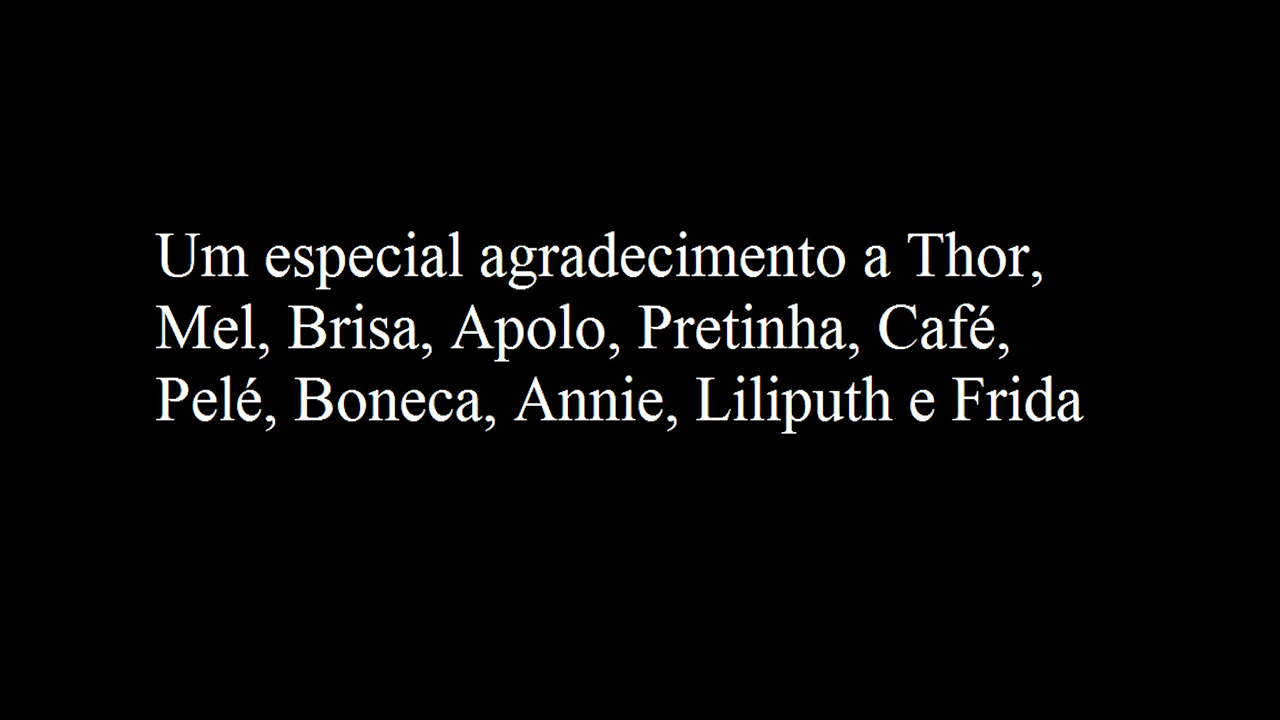 Um especial agradecimento a Thor,
Mel, Brisa, Apolo, Pretinha, Café,
Pelé, Boneca, Annie, Liliputh e Frida